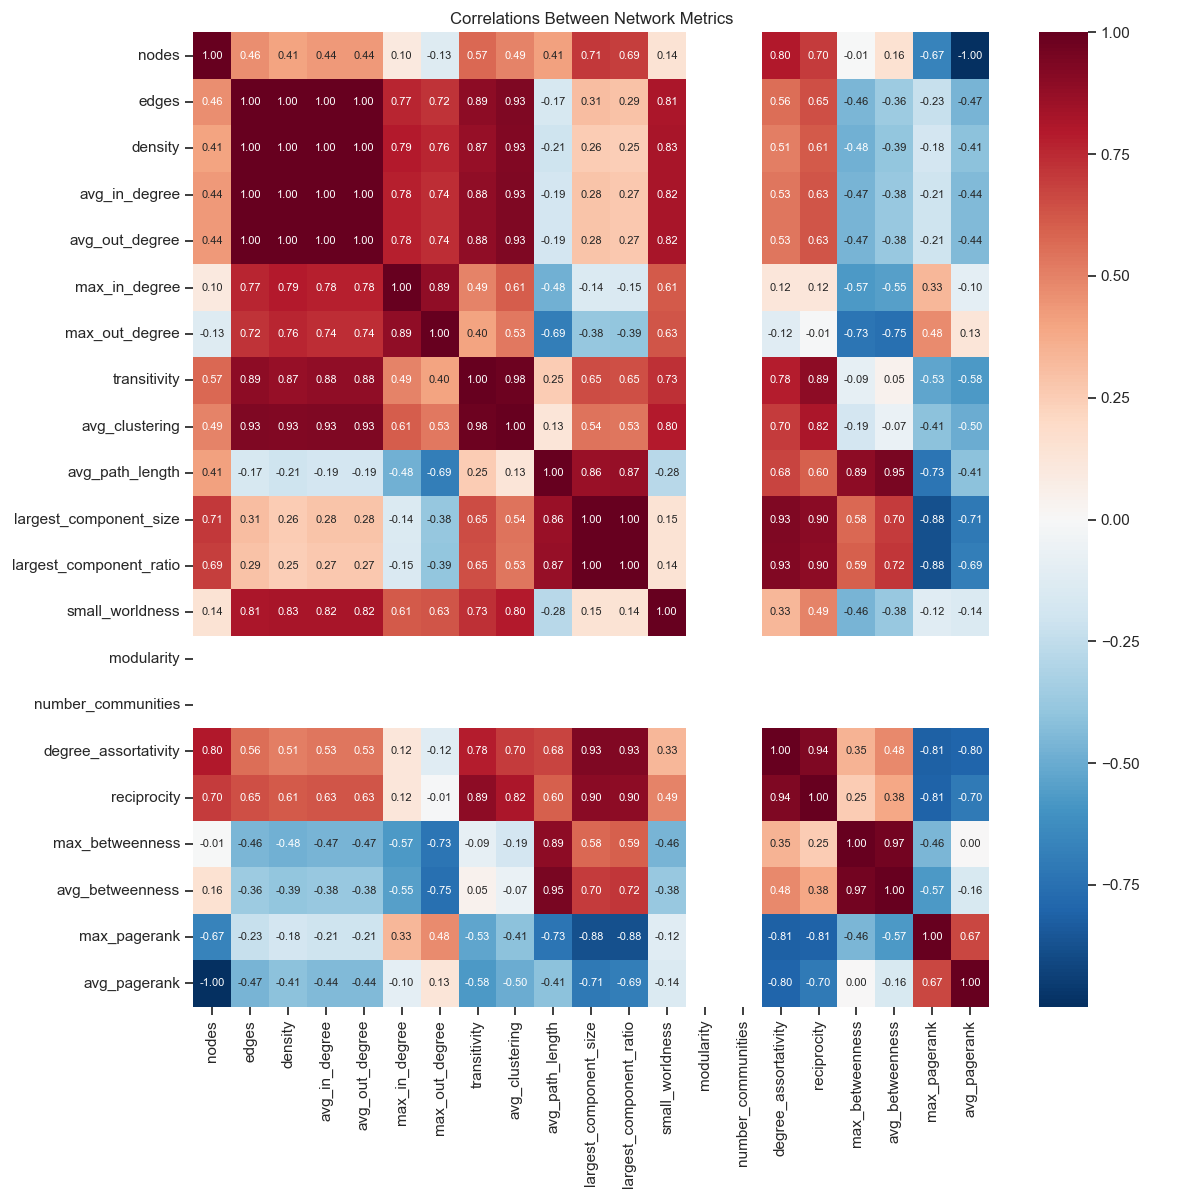 Correlations Between Network Metrics
nodes 1.00 0.46 0.41 0.44 0.44 0.10 -0.13 0.57 0.49 0.41 0.71 0.69 0.14 0.80 0.70 -0.01 0.16 -0.67 -1.00
edges 0.46 1.00 1.00 1.00 1.00 0.77 0.72 0.89 0.93 -0.17 0.31 0.29 0.81 0.56 0.65 -0.46 -0.36 -0.23 -0.47
density 0.41 1.00 1.00 1.00 1.00 0.79 0.76 0.87 0.93 -0.21 0.26 0.25 0.83 0.51 0.61 -0.48 -0.39 -0.18 -0.41
avg_in_degree 0.44 1.00 1.00 1.00 1.00 0.78 0.74 0.88 0.93 -0.19 0.28 0.27 0.82 0.53 0.63 -0.47 -0.38 -0.21 -0.44
avg_out_degree 0.44 1.00 1.00 1.00 1.00 0.78 0.74 0.88 0.93 -0.19 0.28 0.27 0.82 0.53 0.63 -0.47 -0.38 -0.21 -0.44
max_in_degree 0.10 0.77 0.79 0.78 0.78 1.00 0.89 0.49 0.61 -0.48 -0.14 -0.15 0.61 0.12 0.12 -0.57 -0.55 0.33 -0.10
max_out_degree -0.13 0.72 0.76 0.74 0.74 0.89 1.00 0.40 0.53 -0.69 -0.38 -0.39 0.63 -0.12 -0.01 -0.73 -0.75 0.48 0.13
transitivity 0.57 0.89 0.87 0.88 0.88 0.49 0.40 1.00 0.98 0.25 0.65 0.65 0.73 0.78 0.89 -0.09 0.05 -0.53 -0.58
avg_clustering 0.49 0.93 0.93 0.93 0.93 0.61 0.53 0.98 1.00 0.13 0.54 0.53 0.80 0.70 0.82 -0.19 -0.07 -0.41 -0.50
avg_path_length 0.41 -0.17 -0.21 -0.19 -0.19 -0.48 -0.69 0.25 0.13 1.00 0.86 0.87 -0.28 0.68 0.60 0.89 0.95 -0.73 -0.41
largest_component_size 0.71 0.31 0.26 0.28 0.28 -0.14 -0.38 0.65 0.54 0.86 1.00 1.00 0.15 0.93 0.90 0.58 0.70 -0.88 -0.71
largest_component_ratio 0.69 0.29 0.25 0.27 0.27 -0.15 -0.39 0.65 0.53 0.87 1.00 1.00 0.14 0.93 0.90 0.59 0.72 -0.88 -0.69
small_worldness 0.14 0.81 0.83 0.82 0.82 0.61 0.63 0.73 0.80 -0.28 0.15 0.14 1.00 0.33 0.49 -0.46 -0.38 -0.12 -0.14
modularity
number_communities
degree_assortativity 0.80 0.56 0.51 0.53 0.53 0.12 -0.12 0.78 0.70 0.68 0.93 0.93 0.33 1.00 0.94 0.35 0.48 -0.81 -0.80
reciprocity 0.70 0.65 0.61 0.63 0.63 0.12 -0.01 0.89 0.82 0.60 0.90 0.90 0.49 0.94 1.00 0.25 0.38 -0.81 -0.70
max_betweenness -0.01 -0.46 -0.48 -0.47 -0.47 -0.57 -0.73 -0.09 -0.19 0.89 0.58 0.59 -0.46 0.35 0.25 1.00 0.97 -0.46 0.00
avg_betweenness 0.16 -0.36 -0.39 -0.38 -0.38 -0.55 -0.75 0.05 -0.07 0.95 0.70 0.72 -0.38 0.48 0.38 0.97 1.00 -0.57 -0.16
max_pagerank -0.67 -0.23 -0.18 -0.21 -0.21 0.33 0.48 -0.53 -0.41 -0.73 -0.88 -0.88 -0.12 -0.81 -0.81 -0.46 -0.57 1.00 0.67
avg_pagerank -1.00 -0.47 -0.41 -0.44 -0.44 -0.10 0.13 -0.58 -0.50 -0.41 -0.71 -0.69 -0.14 -0.80 -0.70 0.00 -0.16 0.67 1.00
nodes
edges
density
avg_in_degree
avg_out_degree
max_in_degree
max_out_degree
transitivity
avg_clustering
avg_path_length
largest_component_size
largest_component_ratio
small_worldness
modularity
number_communities
degree_assortativity
reciprocity
max_betweenness
avg_betweenness
max_pagerank
avg_pagerank
1.00
0.75
0.50
0.25
0.00
−0.25
−0.50
−0.75